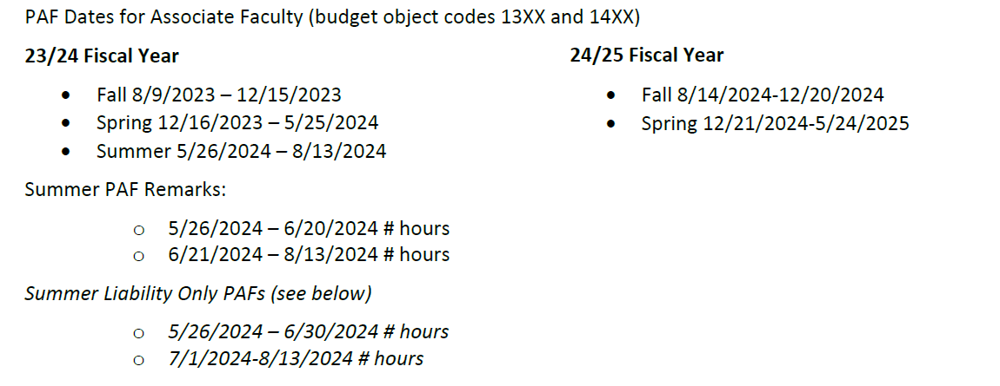 PAF Dates for Associate Faculty (budget object codes 13XX and 14XX)
23/24 Fiscal Year
• Fall 8/9/2023 – 12/15/2023
• Spring 12/16/2023 – 5/25/2024
• Summer 5/26/2024 – 8/13/2024
24/25 Fiscal Year
• Fall 8/14/2024-12/20/2024
• Spring 12/21/2024-5/24/2025
Summer PAF Remarks:
o 5/26/2024 – 6/20/2024 # hours
o 6/21/2024 – 8/13/2024 # hours
Summer Liability Only PAFs (see below)
o 5/26/2024 – 6/30/2024 # hours
o 7/1/2024-8/13/2024 # hours